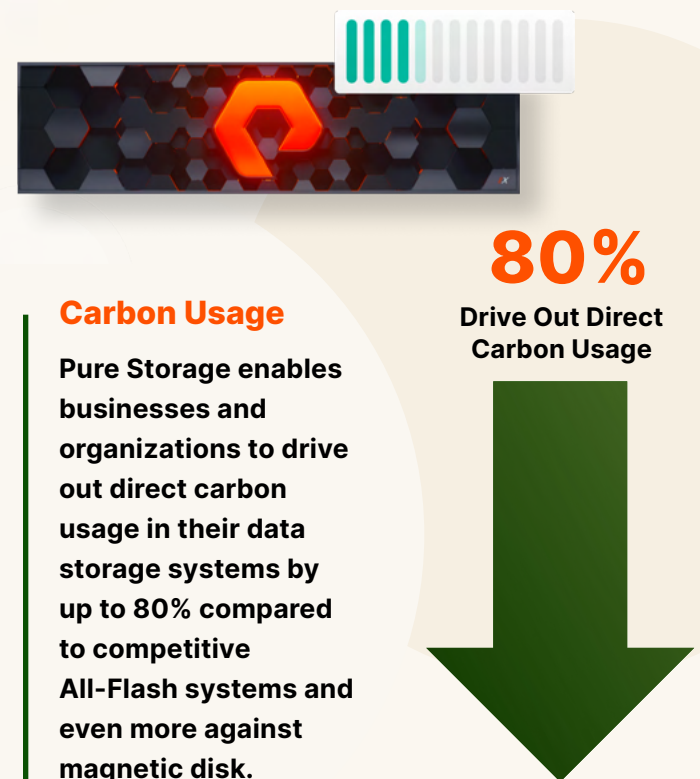 80%
Drive Out Direct
Carbon Usage
Carbon Usage
Pure Storage enables
businesses and
organizations to drive
out direct carbon
usage in their data
storage systems by
up to 80% compared
to competitive
All-Flash systems and
even more against
magnetic disk.